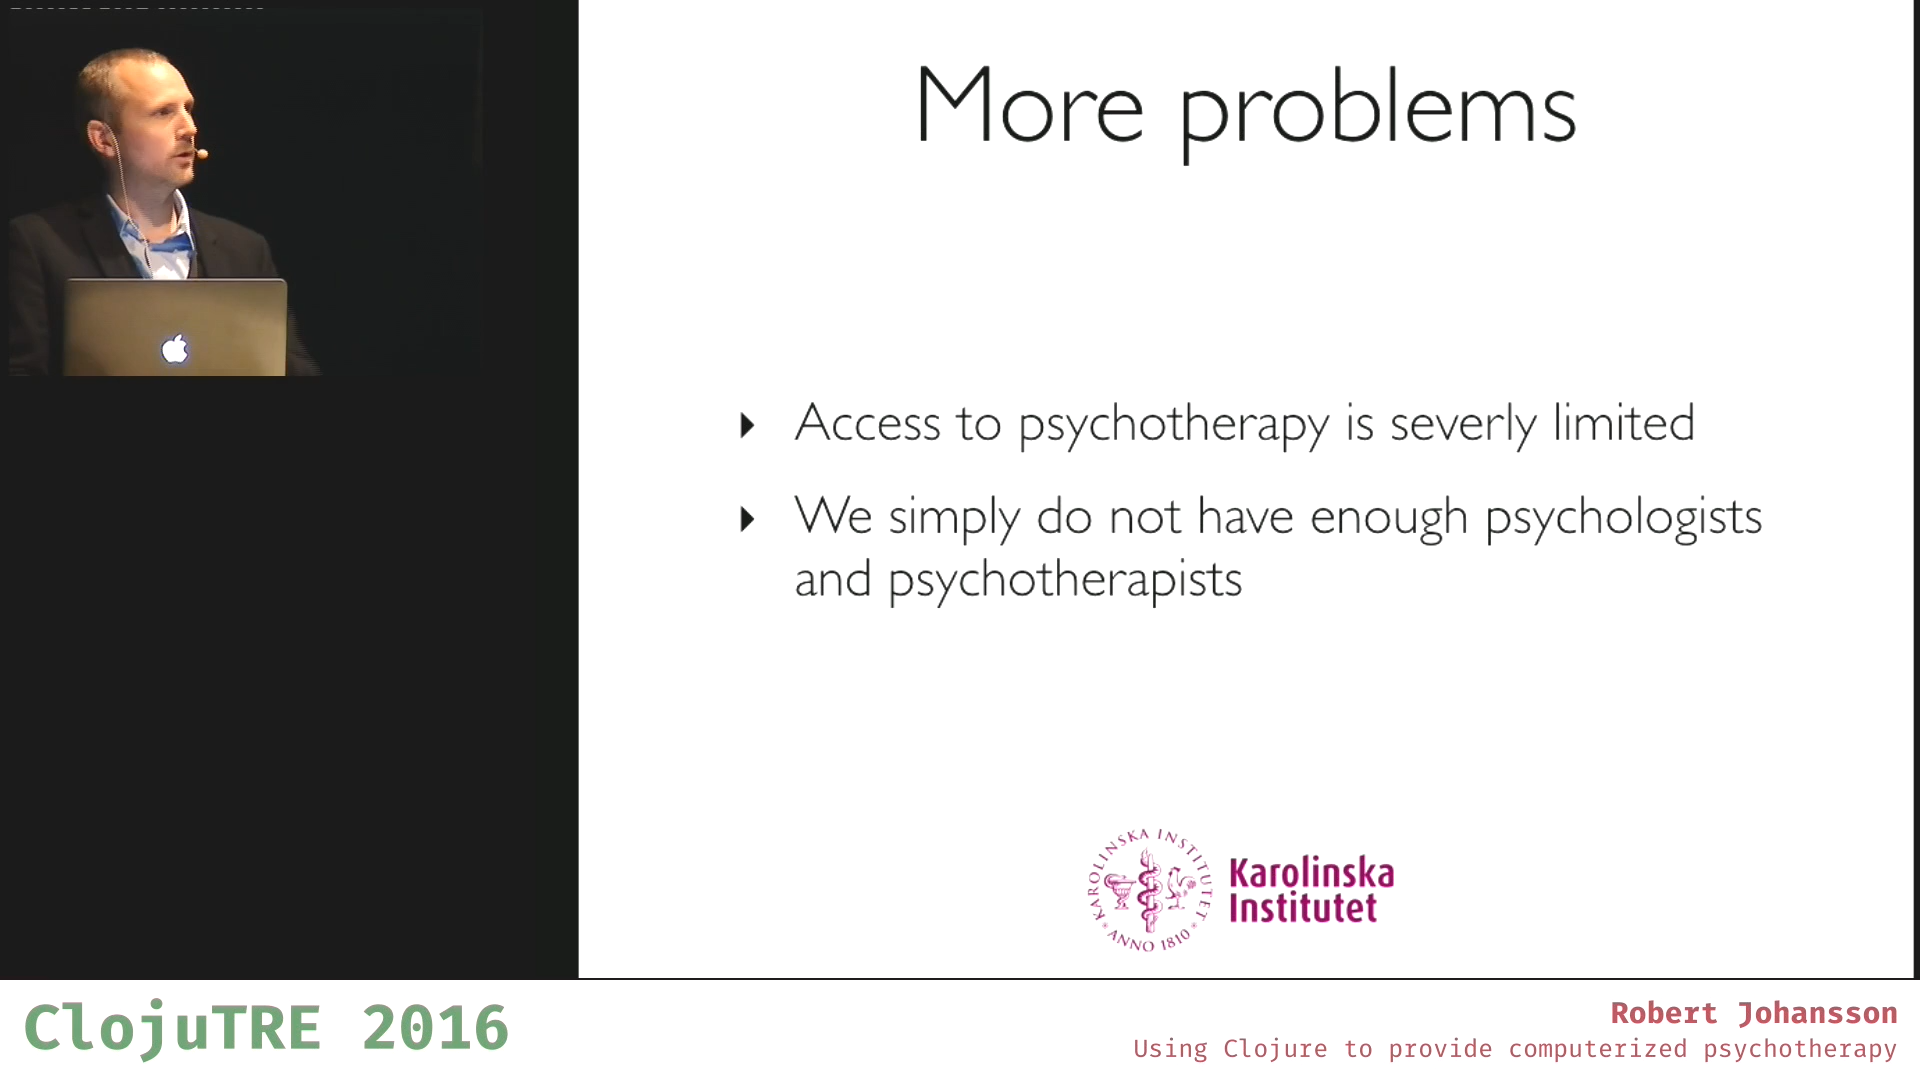 More problems
Access to psychotherapy is severly limited
We simply do not have enough psychologists
and psychotherapists
KAROLINSKA INSTITUTET
ANNO 1810
Karolinska
Institutet
ClojuTRE 2016
Robert Johansson
Using Clojure to provide computerized psychotherapy